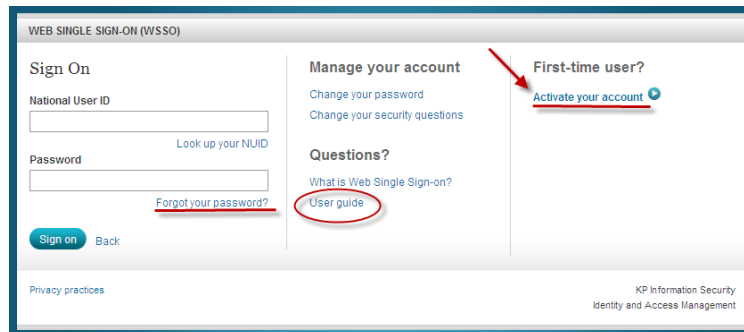 WEB SINGLE SIGN-ON (WSSO)
Sign On
National User ID
Look up your NUID
Password
Forgot your password?
Sign on
Back
Manage your account
Change your password
Change your security questions
Questions?
What is Web Single Sign-on?
User guide
First-time user?
Activate your account
Privacy practices
KP Information Security
Identity and Access Management